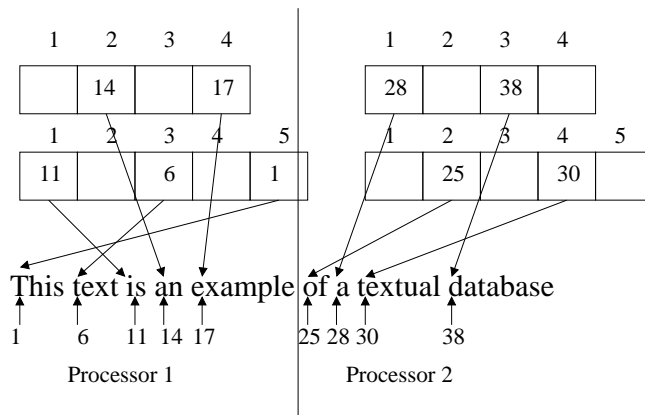 1 2 3 4 1 2 3 4
14 17 28 38
1 2 3 4 5 1 2 3 4 5
11 6 1 25 30
This text is an example of a textual database
1 6 11 14 17 25 28 30 38
Processor 1 Processor 2